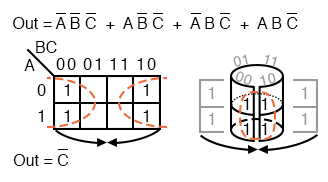 Out = A̅ B̅ C̅ + A B̅ C̅ + A̅ B C̅ + A B C̅
BC
A 00 01 11 10
0 1 1
1 1 1
Out = C̅
01 11
00 10
1 1 1 1
1 1 1 1